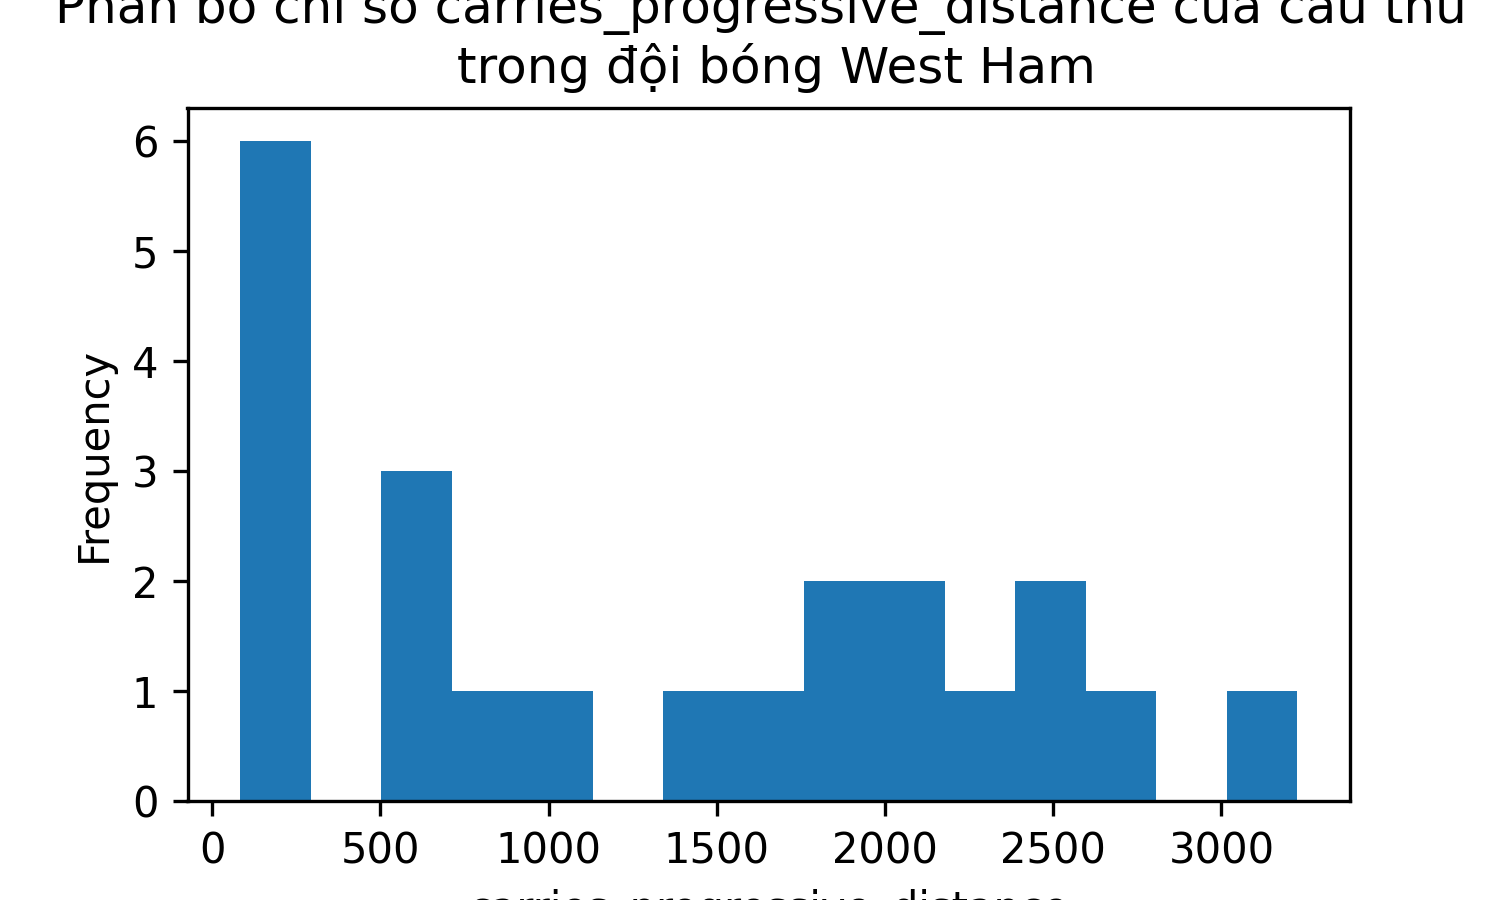 Phân bố chỉ số carries_progressive_distance của cầu thủ
trong đội bóng West Ham
6
5
4
3
2
1
0
Frequency
0 500 1000 1500 2000 2500 3000
carries_progressive_distance